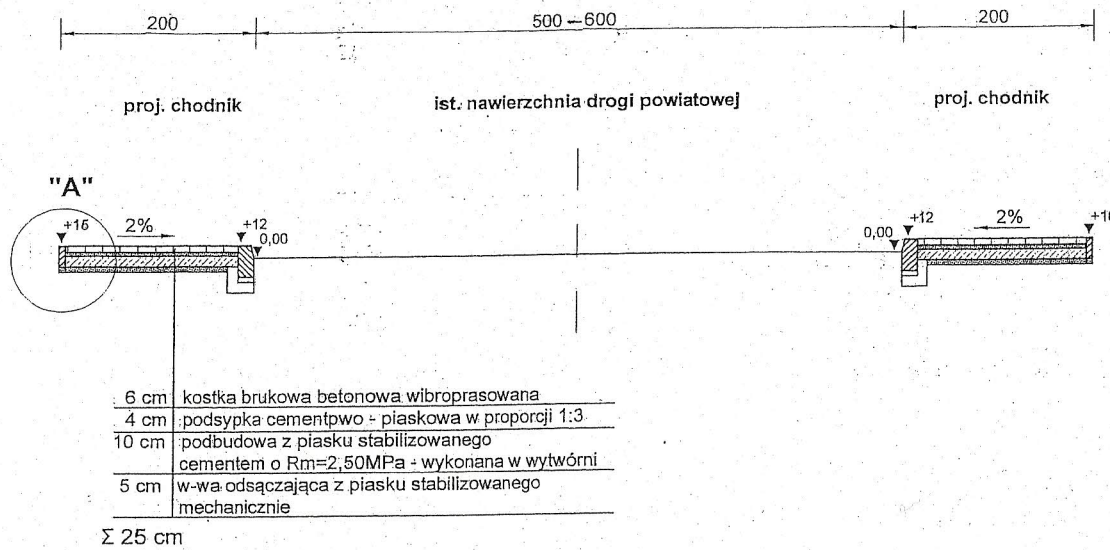 200
500 – 600
200
proj. chodnik
ist. nawierzchnia drogi powiatowej
proj. chodnik
"A"
+16
2%
+12
0,00
0,00
+12
2%
6 cm kostka brukowa betonowa wibroprasowana
4 cm podsypka cementpwo - piaskowa w proporcji 1:3
10 cm podbudowa z piasku stabilizowanego
cementem o Rm=2,50MPa - wykonana w wytwórni
5 cm w-wa odsączająca z piasku stabilizowanego
mechanicznie
Σ 25 cm